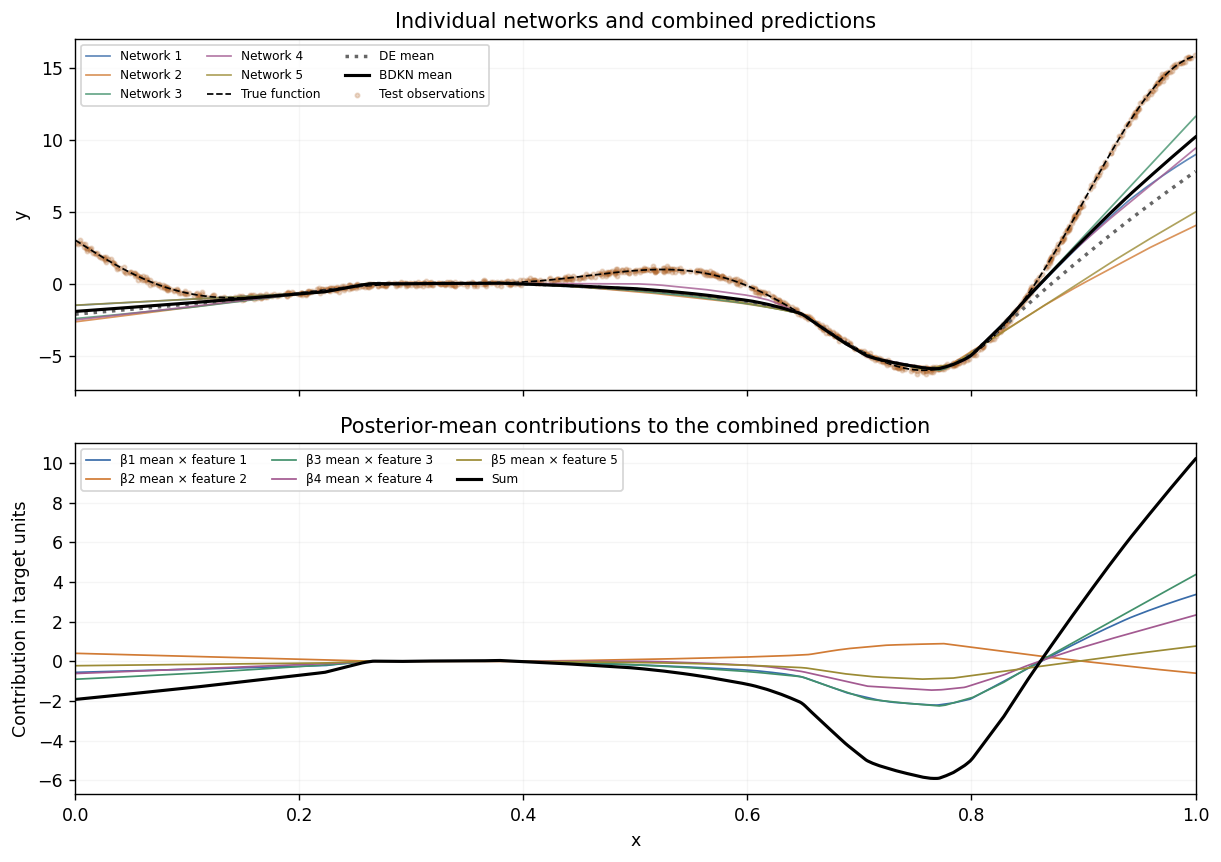 Individual networks and combined predictions
Network 1 Network 4 DE mean
Network 2 Network 5 BDKN mean
Network 3 True function Test observations
15
10
5
0
−5
y
Posterior-mean contributions to the combined prediction
β1 mean × feature 1 β3 mean × feature 3 β5 mean × feature 5
β2 mean × feature 2 β4 mean × feature 4 Sum
10
8
6
4
2
0
−2
−4
−6
Contribution in target units
0.0 0.2 0.4 0.6 0.8 1.0
x